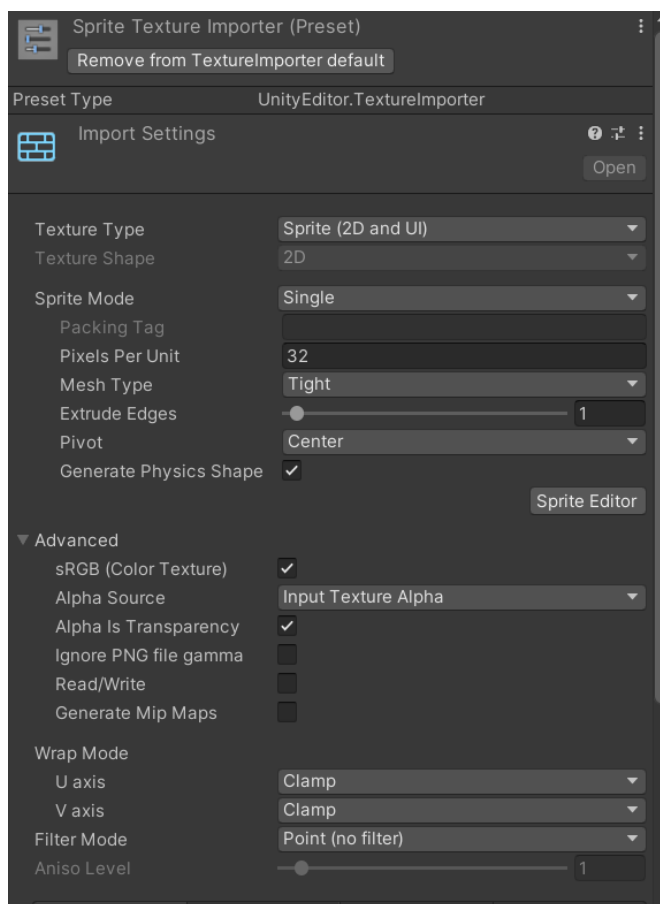 Sprite Texture Importer (Preset)
Remove from TextureImporter default
Preset Type UnityEditor.TextureImporter
Import Settings
Open
Texture Type Sprite (2D and UI)
Texture Shape 2D
Sprite Mode Single
Packing Tag
Pixels Per Unit 32
Mesh Type Tight
Extrude Edges 1
Pivot Center
Generate Physics Shape
Sprite Editor
Advanced
sRGB (Color Texture)
Alpha Source Input Texture Alpha
Alpha Is Transparency
Ignore PNG file gamma
Read/Write
Generate Mip Maps
Wrap Mode
U axis Clamp
V axis Clamp
Filter Mode Point (no filter)
Aniso Level 1